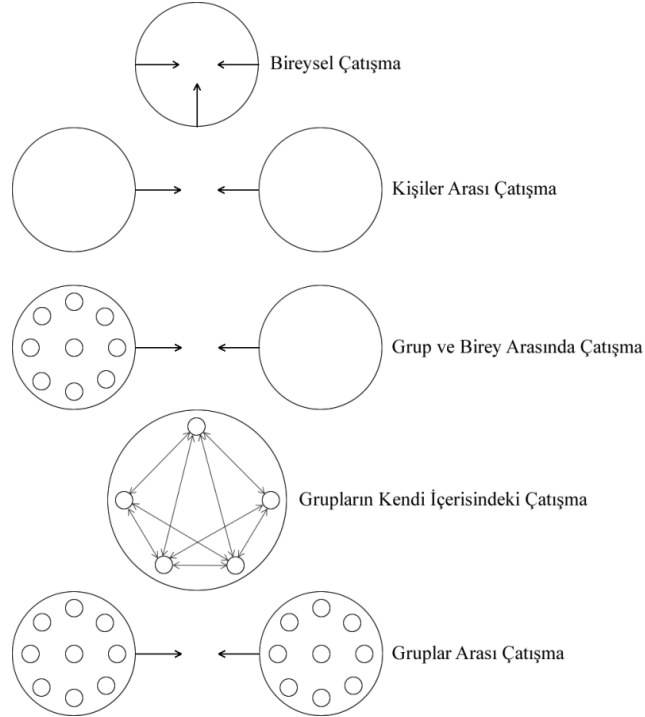 Bireysel Çatışma
Kişiler Arası Çatışma
Grup ve Birey Arasında Çatışma
Grupların Kendi İçerisindeki Çatışma
Gruplar Arası Çatışma